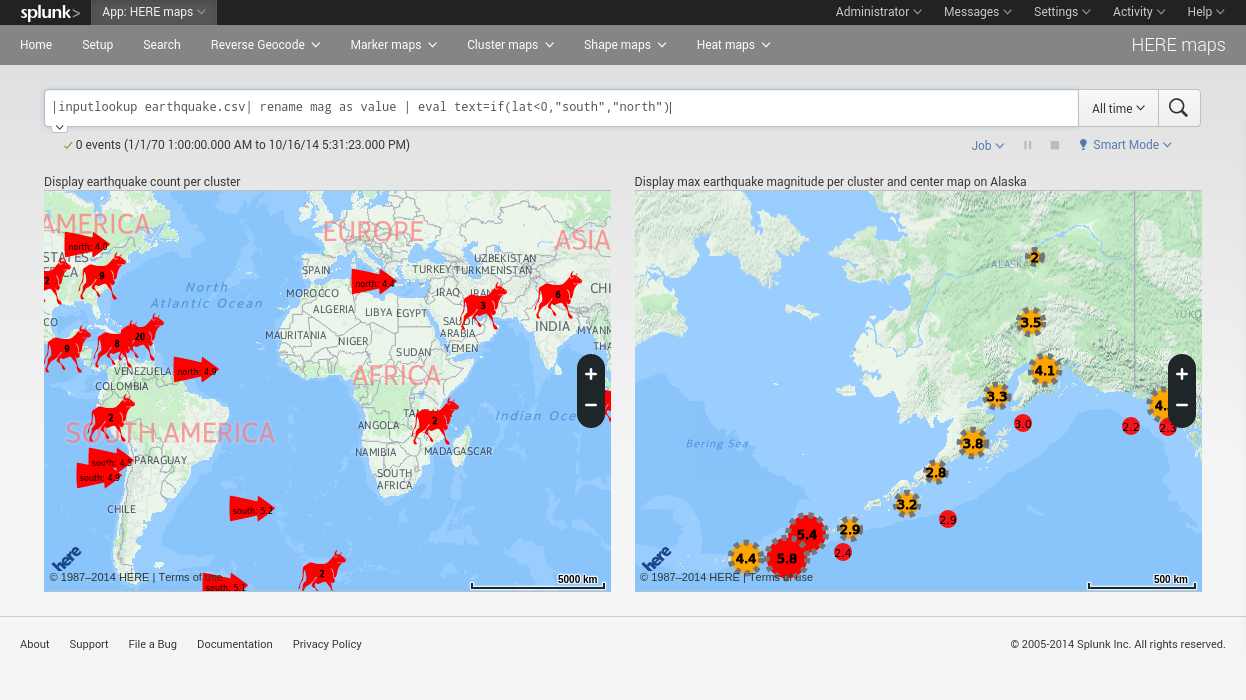 splunk> App: HERE maps Administrator Messages Settings Activity Help
Home Setup Search Reverse Geocode Marker maps Cluster maps Shape maps Heat maps HERE maps
|inputlookup earthquake.csv| rename mag as value | eval text=if(lat<0,"south","north") All time
0 events (1/1/70 1:00:00.000 AM to 10/16/14 5:31:23.000 PM) Job Smart Mode
Display earthquake count per cluster
AMERICA
EUROPE
ASIA
north: 4.0
STATES
UZBEKISTAN
SPAIN
TURKEY
TURKMENISTAN
2
9
north: 4.4
North
Atlantic Ocean
MOROCCO
IRAQ
IRAN
6
3
ALGERIA
LIBYA
EGYPT
SAUDI
ARABIA
INDIA
MAURITANIA
NIGER
20
8
9
SUDAN
YEMEN
VENEZUELA
north: 4.9
COLOMBIA
AFRICA
2
2
Indian Oce
SOUTH AMERICA
ANGOLA
NAMIBIA
MADAGASCAR
PARAGUAY
south: 4.9
SOUTH
AFRICA
CHILE
south: 5.2
2
here
© 1987–2014 HERE | Terms of use
south: 5.1
5000 km
Display max earthquake magnitude per cluster and center map on Alaska
2
ALASKA
YUKO
3.5
4.1
3.3
3.0
2.2
2.3
3.8
Bering Sea
2.8
3.2
2.9
2.9
5.4
2.4
4.4
5.8
here
© 1987–2014 HERE | Terms of use
500 km
About Support File a Bug Documentation Privacy Policy © 2005-2014 Splunk Inc. All rights reserved.